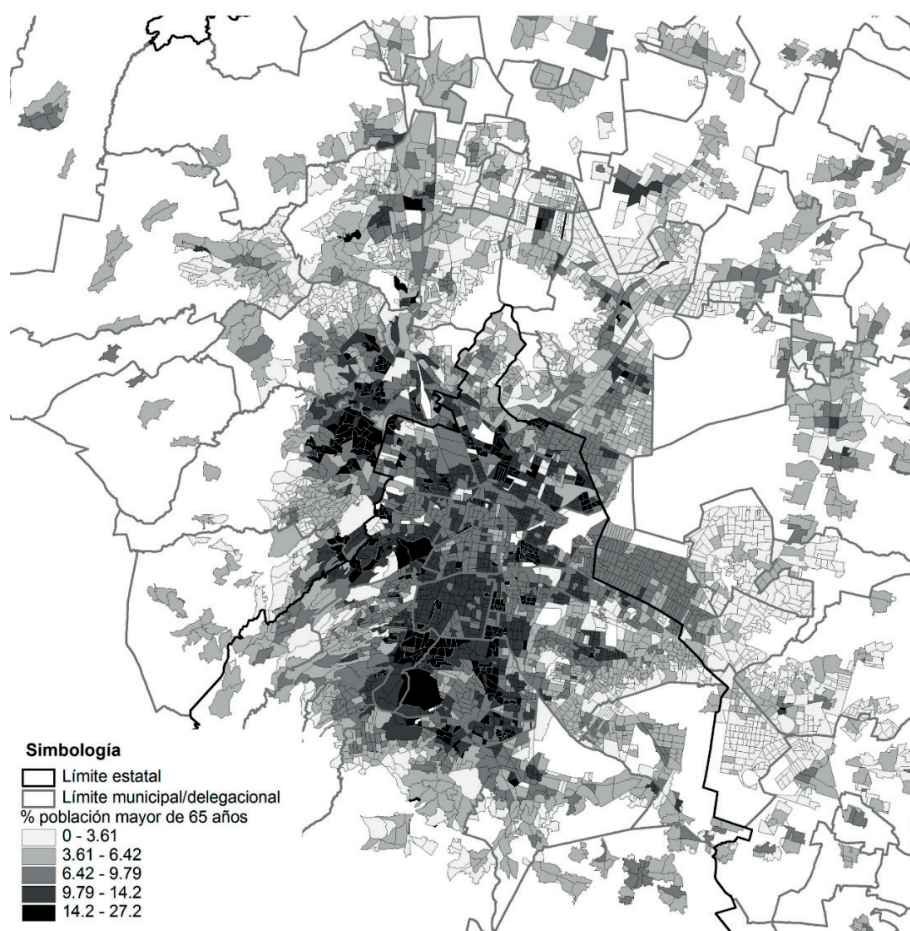 Simbología
Límite estatal
Límite municipal/delegacional
% población mayor de 65 años
0 - 3.61
3.61 - 6.42
6.42 - 9.79
9.79 - 14.2
14.2 - 27.2